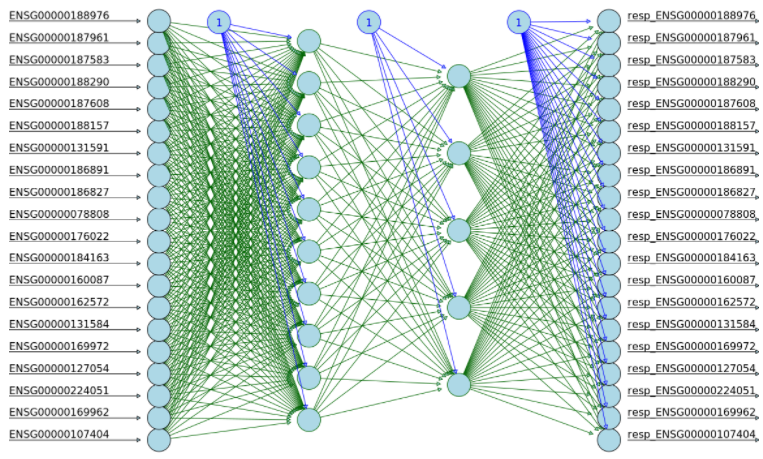 1 1 1
ENSG00000188976 resp_ENSG00000188976
ENSG00000187961 resp_ENSG00000187961
ENSG00000187583 resp_ENSG00000187583
ENSG00000188290 resp_ENSG00000188290
ENSG00000187608 resp_ENSG00000187608
ENSG00000188157 resp_ENSG00000188157
ENSG00000131591 resp_ENSG00000131591
ENSG00000186891 resp_ENSG00000186891
ENSG00000186827 resp_ENSG00000186827
ENSG00000078808 resp_ENSG00000078808
ENSG00000176022 resp_ENSG00000176022
ENSG00000184163 resp_ENSG00000184163
ENSG00000160087 resp_ENSG00000160087
ENSG00000162572 resp_ENSG00000162572
ENSG00000131584 resp_ENSG00000131584
ENSG00000169972 resp_ENSG00000169972
ENSG00000127054 resp_ENSG00000127054
ENSG00000224051 resp_ENSG00000224051
ENSG00000169962 resp_ENSG00000169962
ENSG00000107404 resp_ENSG00000107404